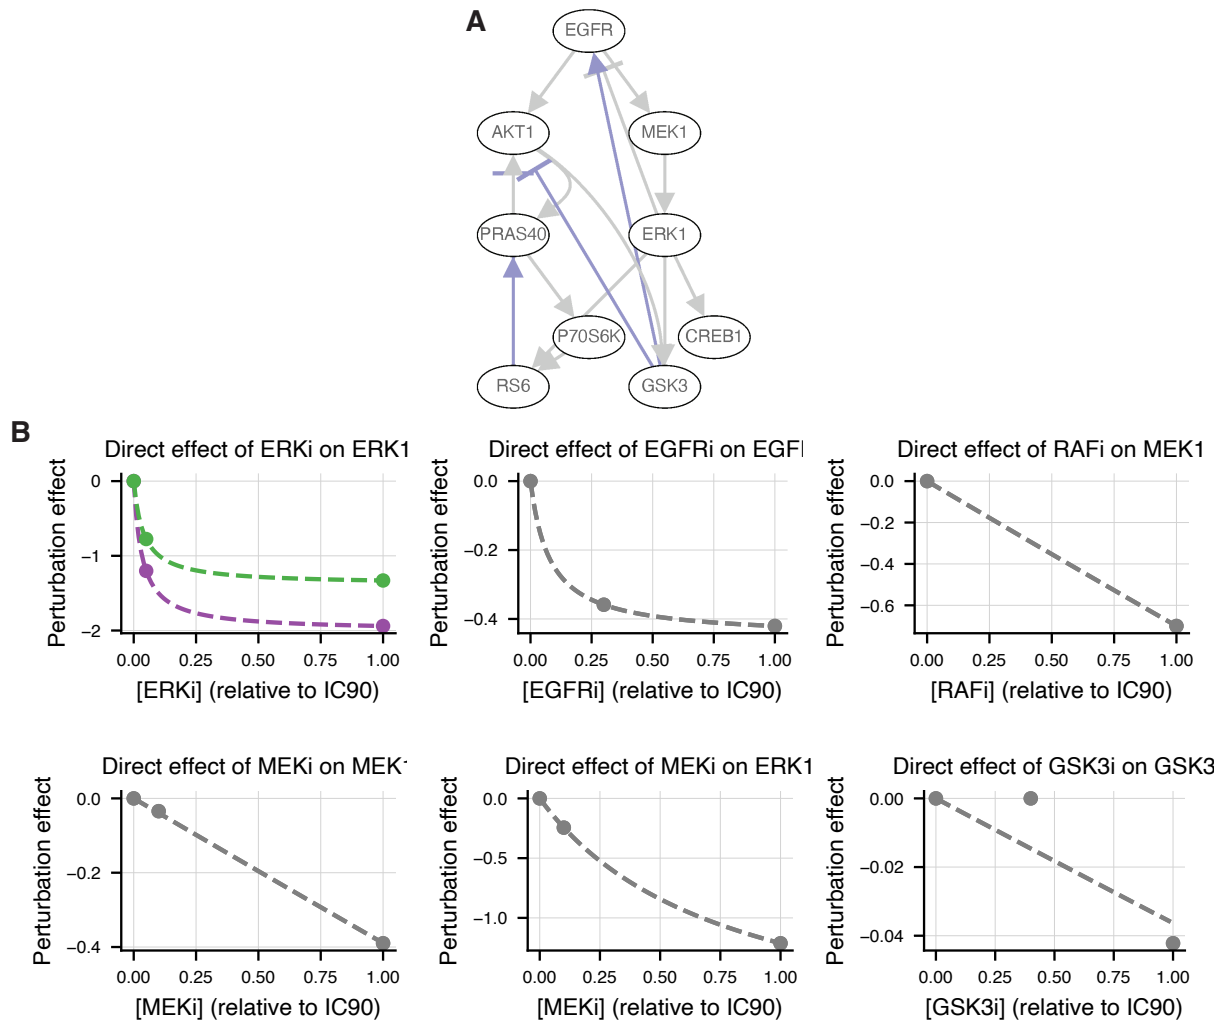 A
EGFR
AKT1
MEK1
PRAS40
ERK1
P70S6K
CREB1
RS6
GSK3
B
Direct effect of ERKi on ERK1
Perturbation effect
0
−1
−2
0.00 0.25 0.50 0.75 1.00
[ERKi] (relative to IC90)
Direct effect of EGFRi on EGF
Perturbation effect
0.0
−0.2
−0.4
0.00 0.25 0.50 0.75 1.00
[EGFRi] (relative to IC90)
Direct effect of RAFi on MEK1
Perturbation effect
0.0
−0.2
−0.4
−0.6
0.00 0.25 0.50 0.75 1.00
[RAFi] (relative to IC90)
Direct effect of MEKi on MEK
Perturbation effect
0.0
−0.2
−0.4
0.00 0.25 0.50 0.75 1.00
[MEKi] (relative to IC90)
Direct effect of MEKi on ERK1
Perturbation effect
0.0
−0.5
−1.0
0.00 0.25 0.50 0.75 1.00
[MEKi] (relative to IC90)
Direct effect of GSK3i on GSK3
Perturbation effect
0.00
−0.02
−0.04
0.00 0.25 0.50 0.75 1.00
[GSK3i] (relative to IC90)